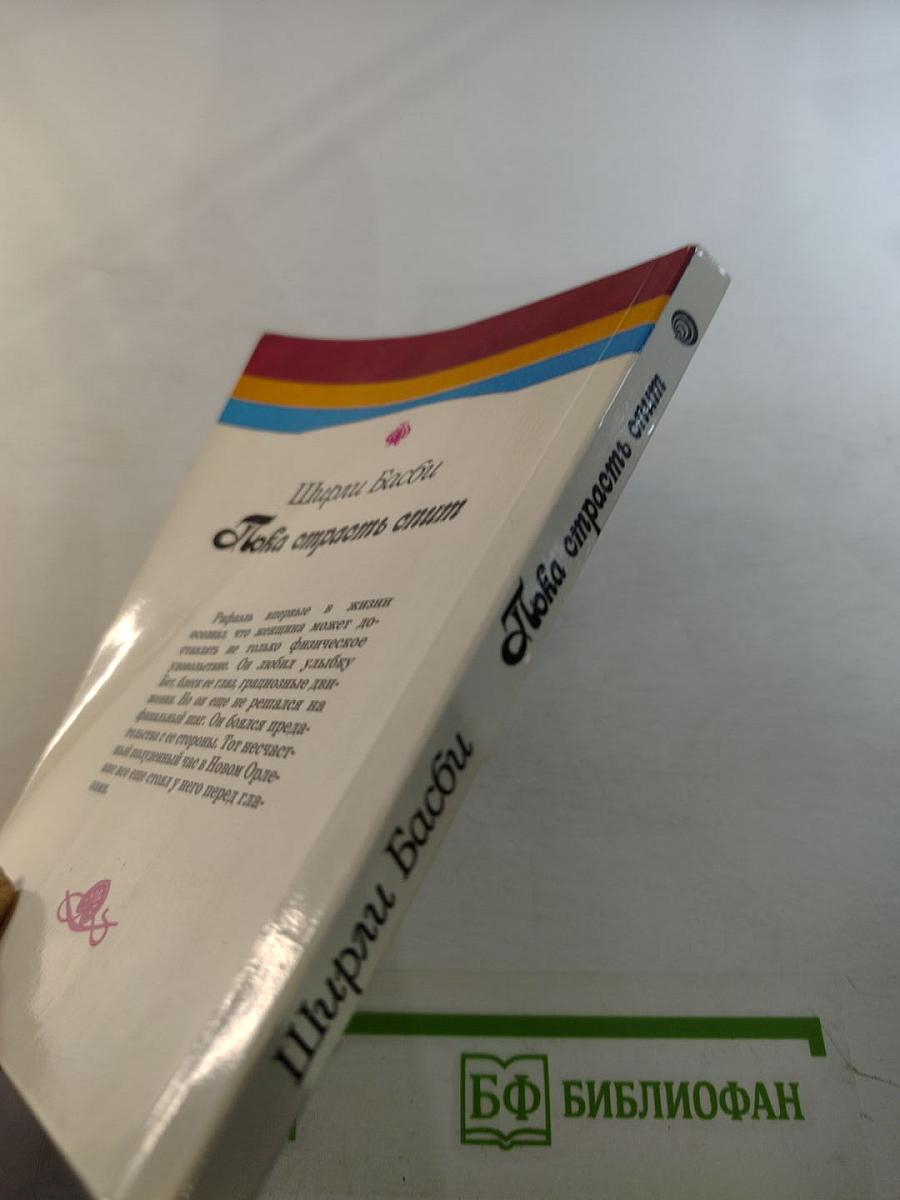 Ширли Басби
Пока страсть спит
Рафаэль впервые в жизни
осознал, что женщина может до-
ставлять не только физическое
удовольствие. Он любил улыбку
Бет, блеск ее глаз, грациозные дви-
жения. Но он еще не решался на
финальный шаг. Он боялся преда-
тельства с ее стороны. Тот несчаст-
ный полуденный час в Новом Орле-
ане все еще стоял у него перед гла-
зами.
Ширли Басби
Пока страсть спит
БФ БИБЛИОФАН